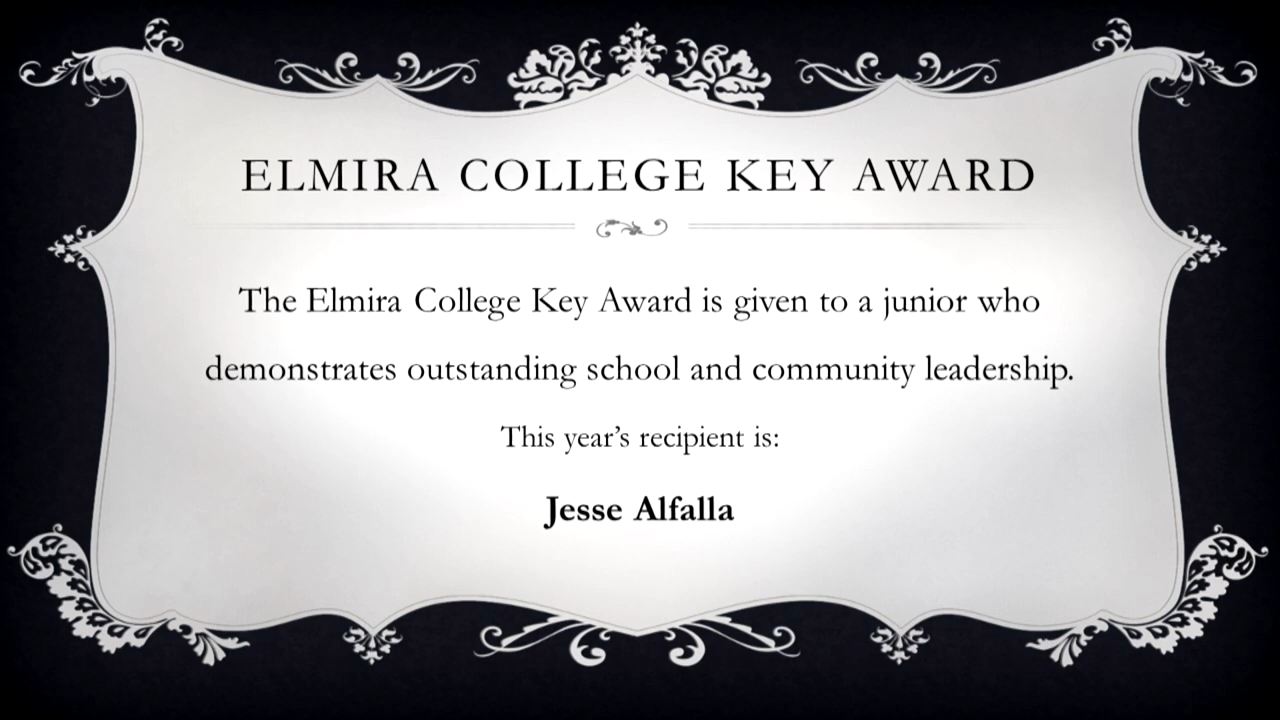 ELMIRA COLLEGE KEY AWARD
The Elmira College Key Award is given to a junior who
demonstrates outstanding school and community leadership.
This year’s recipient is:
Jesse Alfalla